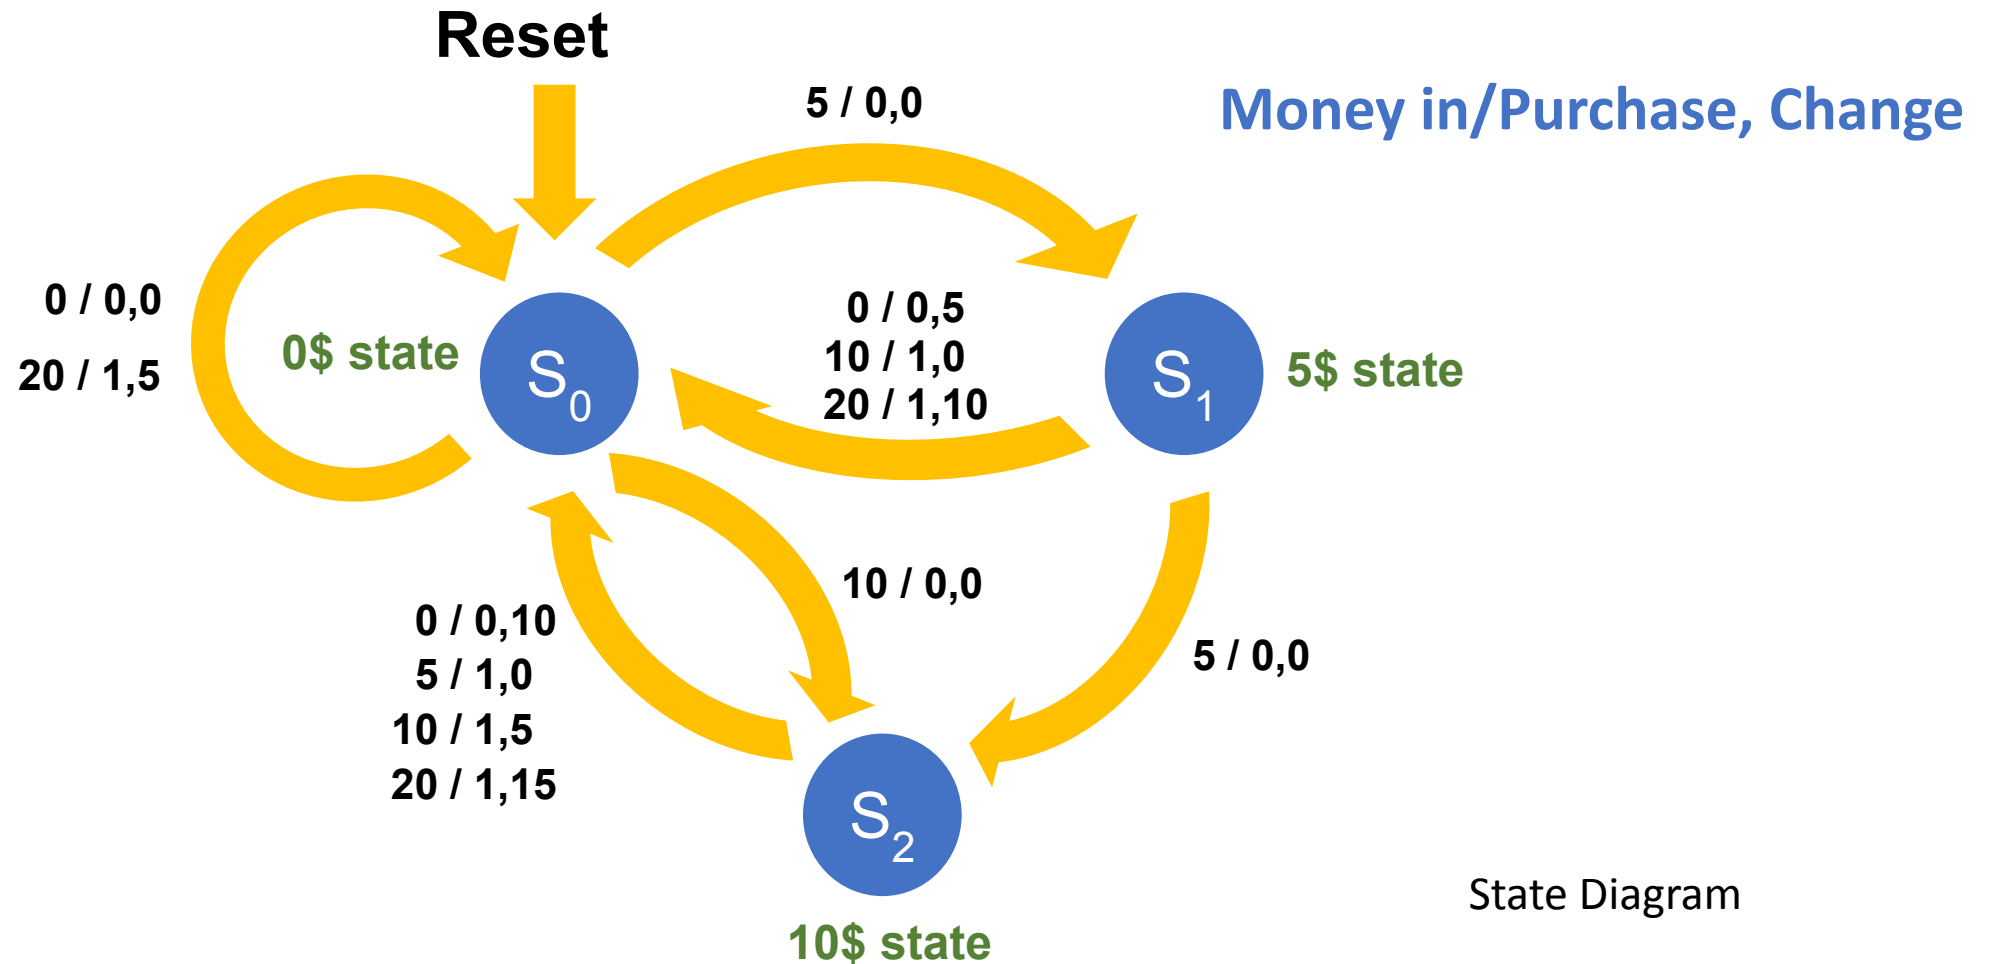 Reset
5 / 0,0
Money in/Purchase, Change
0 / 0,0
20 / 1,5
0$ state
S0
0 / 0,5
10 / 1,0
20 / 1,10
S1
5$ state
10 / 0,0
0 / 0,10
5 / 1,0
10 / 1,5
20 / 1,15
5 / 0,0
S2
10$ state
State Diagram